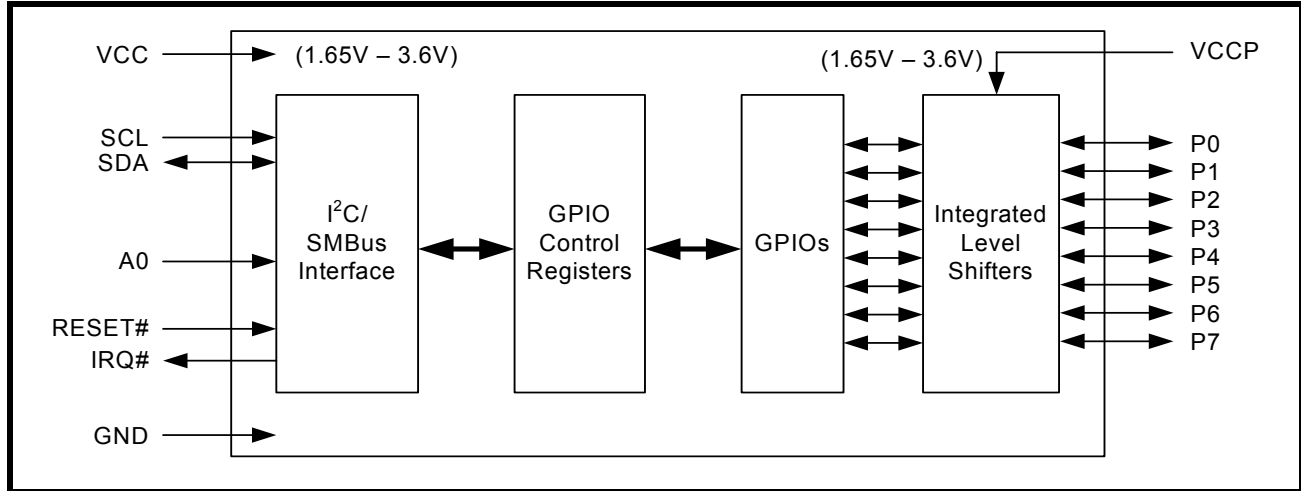 VCC
(1.65V – 3.6V)
(1.65V – 3.6V)
VCCP
SCL
SDA
A0
RESET#
IRQ#
GND
I²C/
SMBus
Interface
GPIO
Control
Registers
GPIOs
Integrated
Level
Shifters
P0
P1
P2
P3
P4
P5
P6
P7